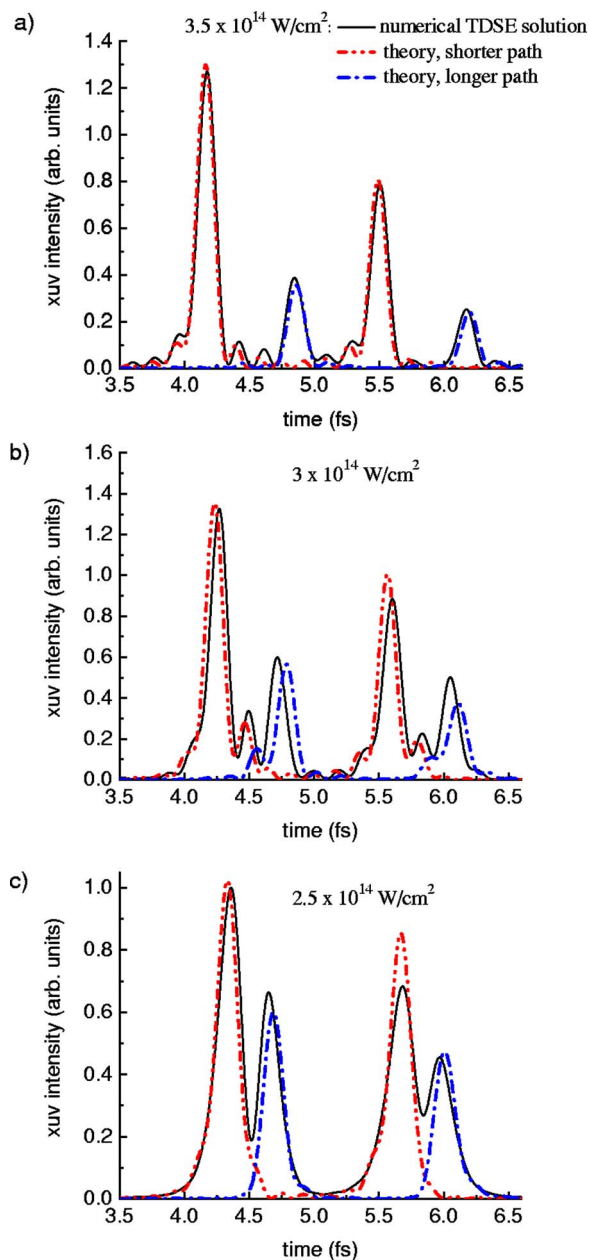 a)
3.5 x 10^14 W/cm^2: numerical TDSE solution
theory, shorter path
theory, longer path
xuv intensity (arb. units)
1.4
1.2
1.0
0.8
0.6
0.4
0.2
0.0
3.5 4.0 4.5 5.0 5.5 6.0 6.5
time (fs)
b)
3 x 10^14 W/cm^2
xuv intensity (arb. units)
1.6
1.4
1.2
1.0
0.8
0.6
0.4
0.2
0.0
3.5 4.0 4.5 5.0 5.5 6.0 6.5
time (fs)
c)
2.5 x 10^14 W/cm^2
xuv intensity (arb. units)
1.0
0.8
0.6
0.4
0.2
0.0
3.5 4.0 4.5 5.0 5.5 6.0 6.5
time (fs)